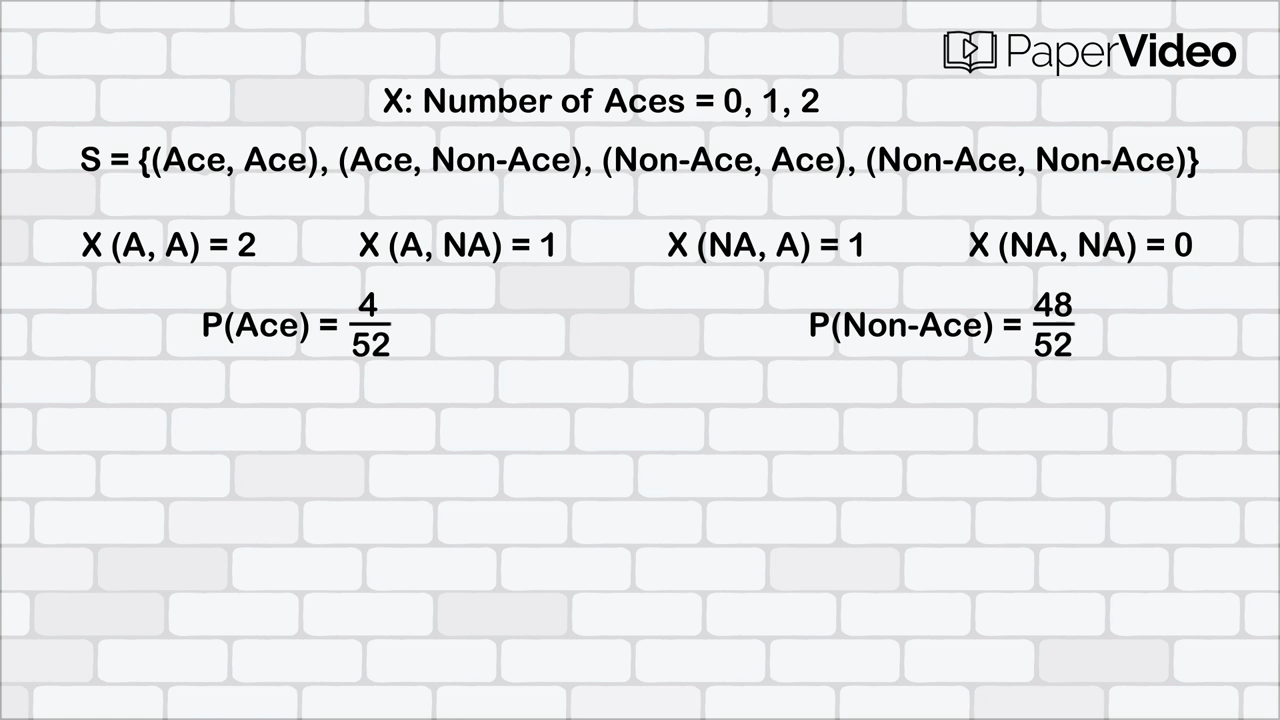 PaperVideo
X: Number of Aces = 0, 1, 2
S = {(Ace, Ace), (Ace, Non-Ace), (Non-Ace, Ace), (Non-Ace, Non-Ace)}
X (A, A) = 2 X (A, NA) = 1 X (NA, A) = 1 X (NA, NA) = 0
P(Ace) = 4/52 P(Non-Ace) = 48/52